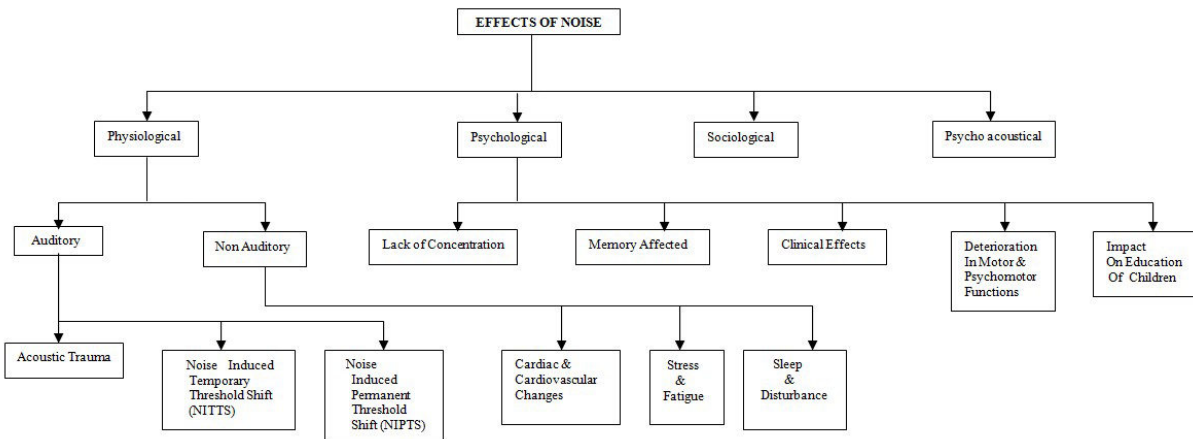 EFFECTS OF NOISE
Physiological
Psychological
Sociological
Psycho acoustical
Auditory
Non Auditory
Lack of Concentration
Memory Affected
Clinical Effects
Deterioration
In Motor &
Psychomotor
Functions
Impact
On Education
Of Children
Acoustic Trauma
Noise Induced
Temporary
Threshold Shift
(NITTS)
Noise
Induced
Permanent
Threshold
Shift (NIPTS)
Cardiac &
Cardiovascular
Changes
Stress
&
Fatigue
Sleep
&
Disturbance